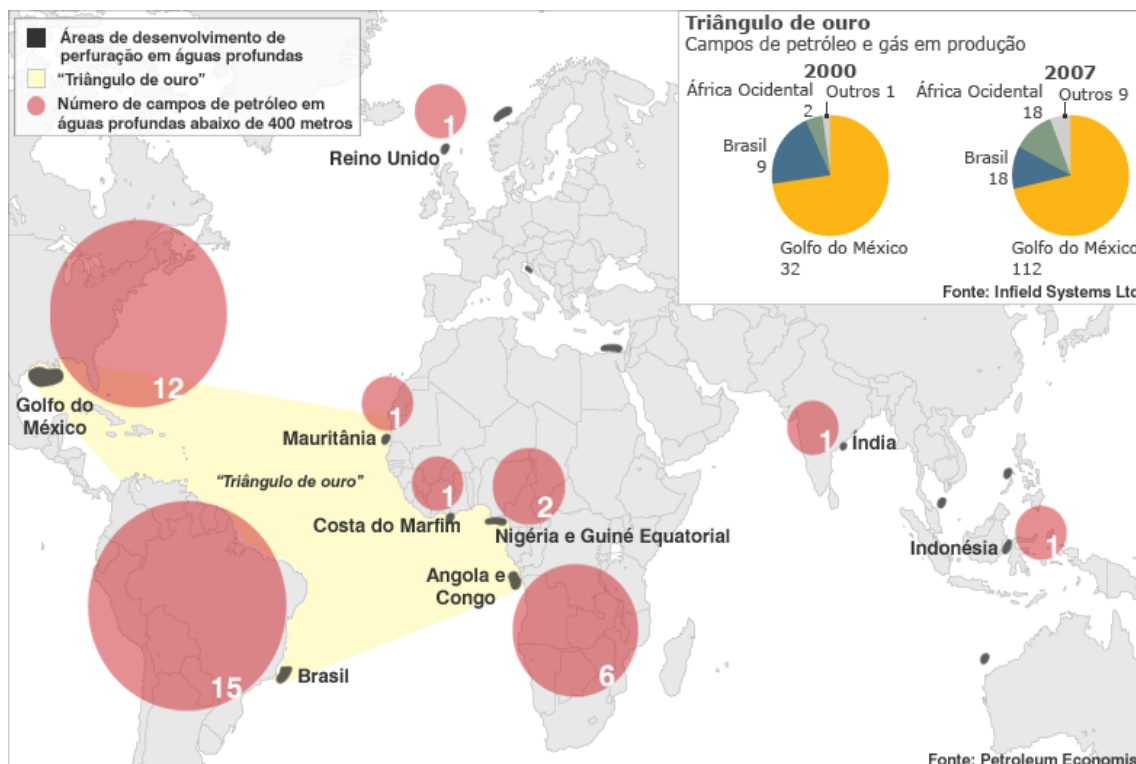 Áreas de desenvolvimento de
perfuração em águas profundas
“Triângulo de ouro”
Número de campos de petróleo em
águas profundas abaixo de 400 metros
Triângulo de ouro
Campos de petróleo e gás em produção
2000
África Ocidental
2
Outros 1
Brasil
9
Golfo do México
32
2007
África Ocidental
18
Outros 9
Brasil
18
Golfo do México
112
Fonte: Infield Systems Ltd
1
Reino Unido
12
Golfo do
México
1
Mauritânia
“Triângulo de ouro”
1
Costa do Marfim
2
Nigéria e Guiné Equatorial
1
Índia
1
Indonésia
Angola e
Congo
6
15
Brasil
Fonte: Petroleum Economis